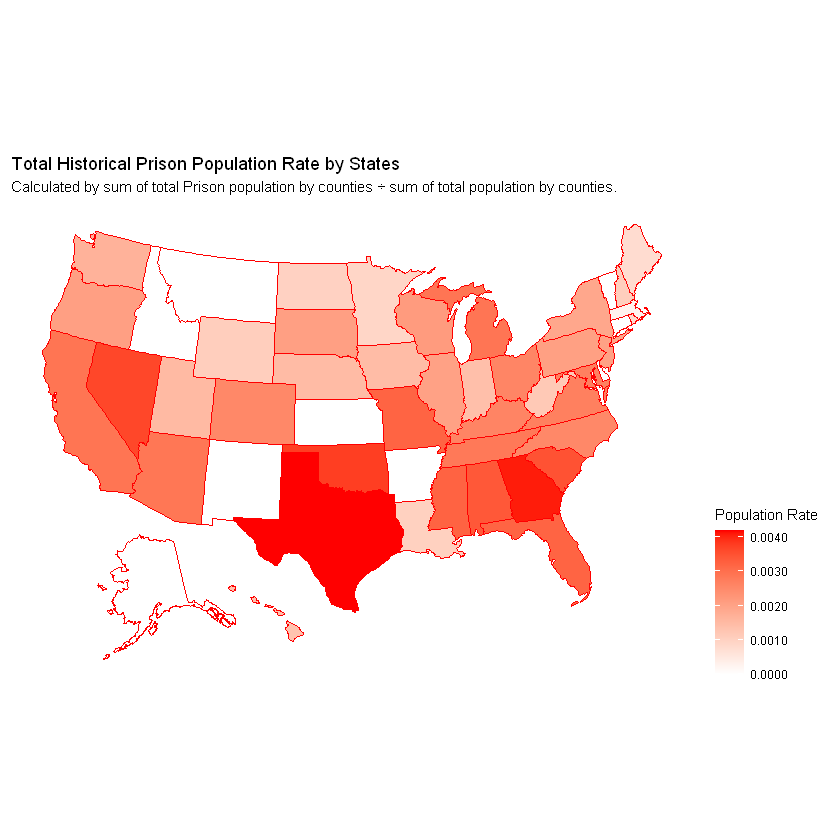 Total Historical Prison Population Rate by States
Calculated by sum of total Prison population by counties ÷ sum of total population by counties.
Population Rate
0.0040
0.0030
0.0020
0.0010
0.0000